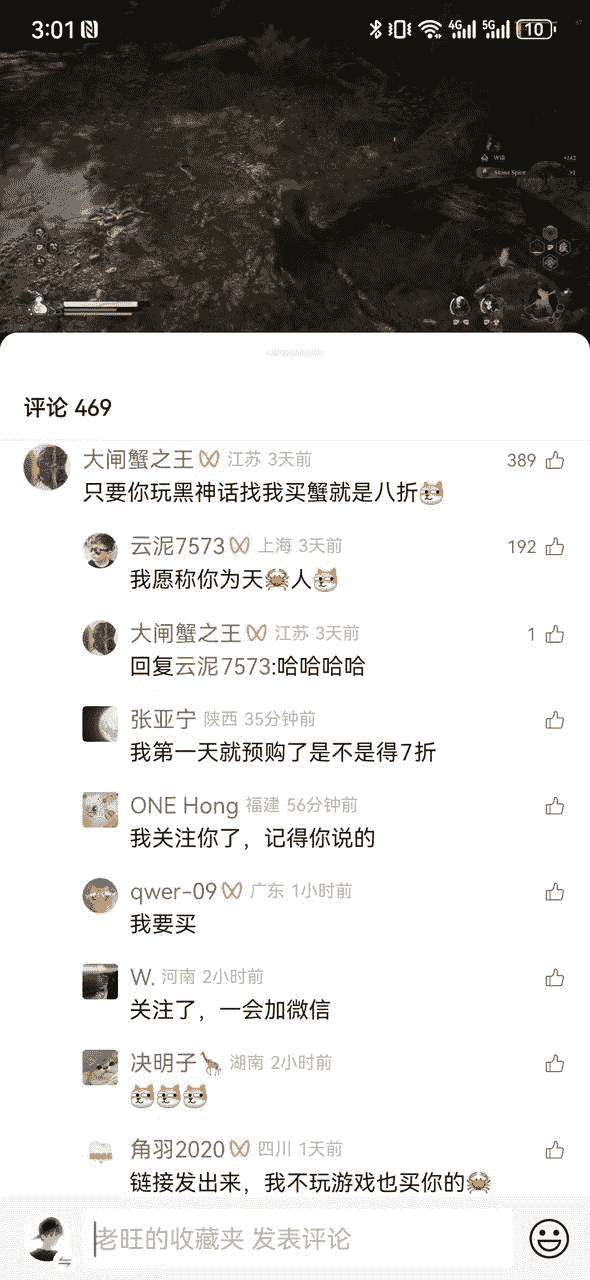 3:01
4G
5G
10
Will
+142
Stone Spirit
+1
评论 469
大闸蟹之王 江苏 3天前
389
只要你玩黑神话找我买蟹就是八折
云泥7573 上海 3天前
192
我愿称你为天🦀人
大闸蟹之王 江苏 3天前
1
回复云泥7573:哈哈哈哈
张亚宁 陕西 35分钟前
我第一天就预购了是不是得7折
ONE Hong 福建 56分钟前
我关注你了，记得你说的
qwer-09 广东 1小时前
我要买
W. 河南 2小时前
关注了，一会加微信
决明子🦒 湖南 2小时前
角羽2020 四川 1天前
链接发出来，我不玩游戏也买你的🦀
老旺的收藏夹 发表评论